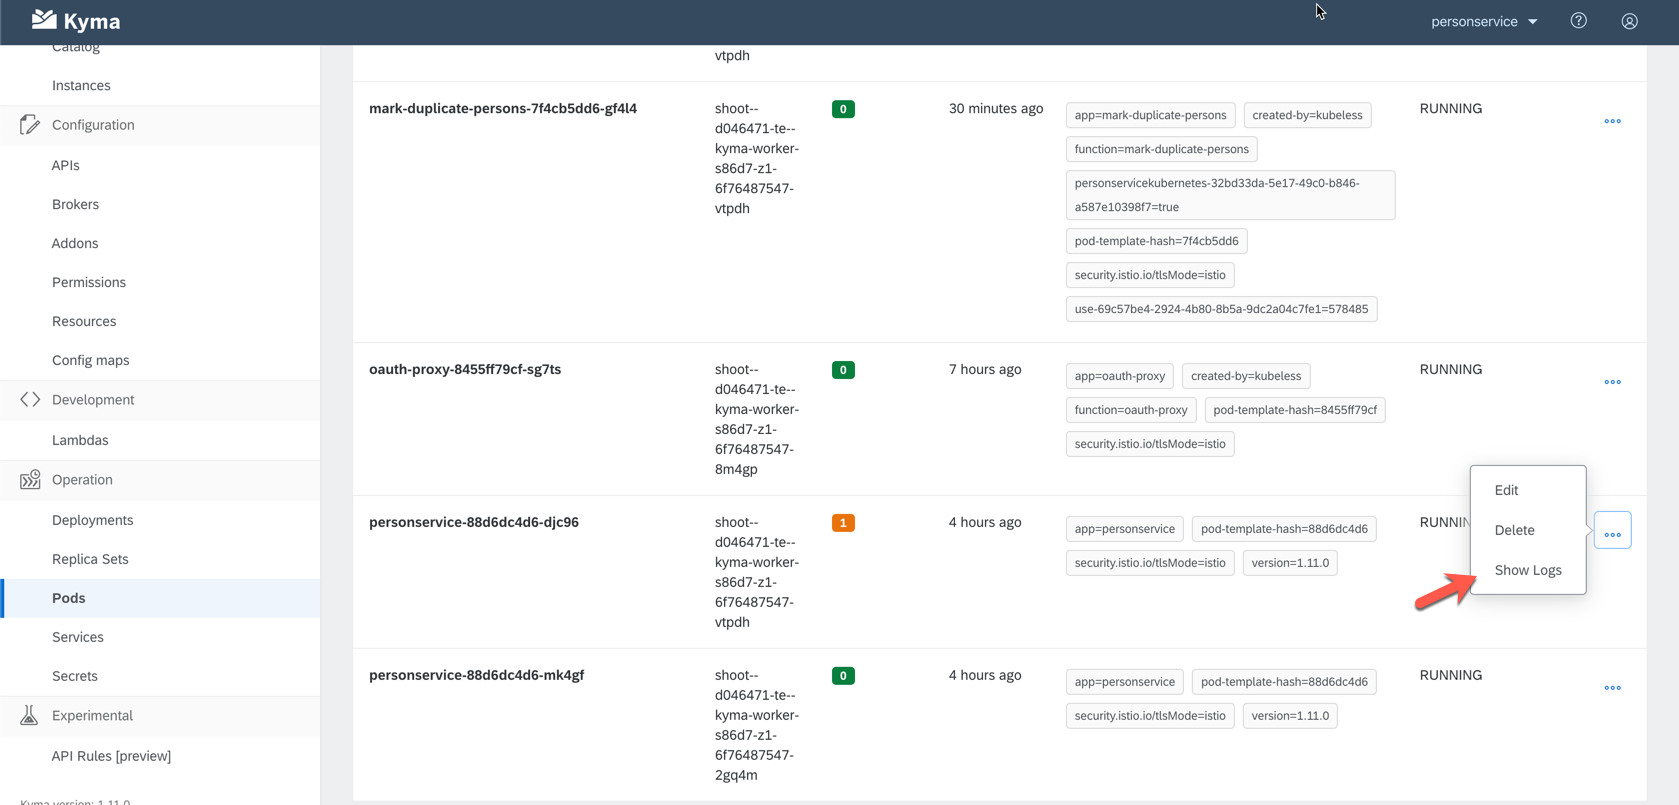 Kyma
personservice
Catalog
Instances
Configuration
APIs
Brokers
Addons
Permissions
Resources
Config maps
Development
Lambdas
Operation
Deployments
Replica Sets
Pods
Services
Secrets
Experimental
API Rules [preview]
Kyma version: 1.11.0
vtpdh
mark-duplicate-persons-7f4cb5dd6-gf4l4
shoot--
d046471-te--
kyma-worker-
s86d7-z1-
6f76487547-
vtpdh
0
30 minutes ago
app=mark-duplicate-persons
created-by=kubeless
function=mark-duplicate-persons
personservicekubernetes-32bd33da-5e17-49c0-b846-
a587e10398f7=true
pod-template-hash=7f4cb5dd6
security.istio.io/tlsMode=istio
use-69c57be4-2924-4b80-8b5a-9dc2a04c7fe1=578485
RUNNING
oauth-proxy-8455ff79cf-sg7ts
shoot--
d046471-te--
kyma-worker-
s86d7-z1-
6f76487547-
8m4gp
0
7 hours ago
app=oauth-proxy
created-by=kubeless
function=oauth-proxy
pod-template-hash=8455ff79cf
security.istio.io/tlsMode=istio
RUNNING
personservice-88d6dc4d6-djc96
shoot--
d046471-te--
kyma-worker-
s86d7-z1-
6f76487547-
vtpdh
1
4 hours ago
app=personservice
pod-template-hash=88d6dc4d6
security.istio.io/tlsMode=istio
version=1.11.0
RUNNIN
Edit
Delete
Show Logs
personservice-88d6dc4d6-mk4gf
shoot--
d046471-te--
kyma-worker-
s86d7-z1-
6f76487547-
2gq4m
0
4 hours ago
app=personservice
pod-template-hash=88d6dc4d6
security.istio.io/tlsMode=istio
version=1.11.0
RUNNING